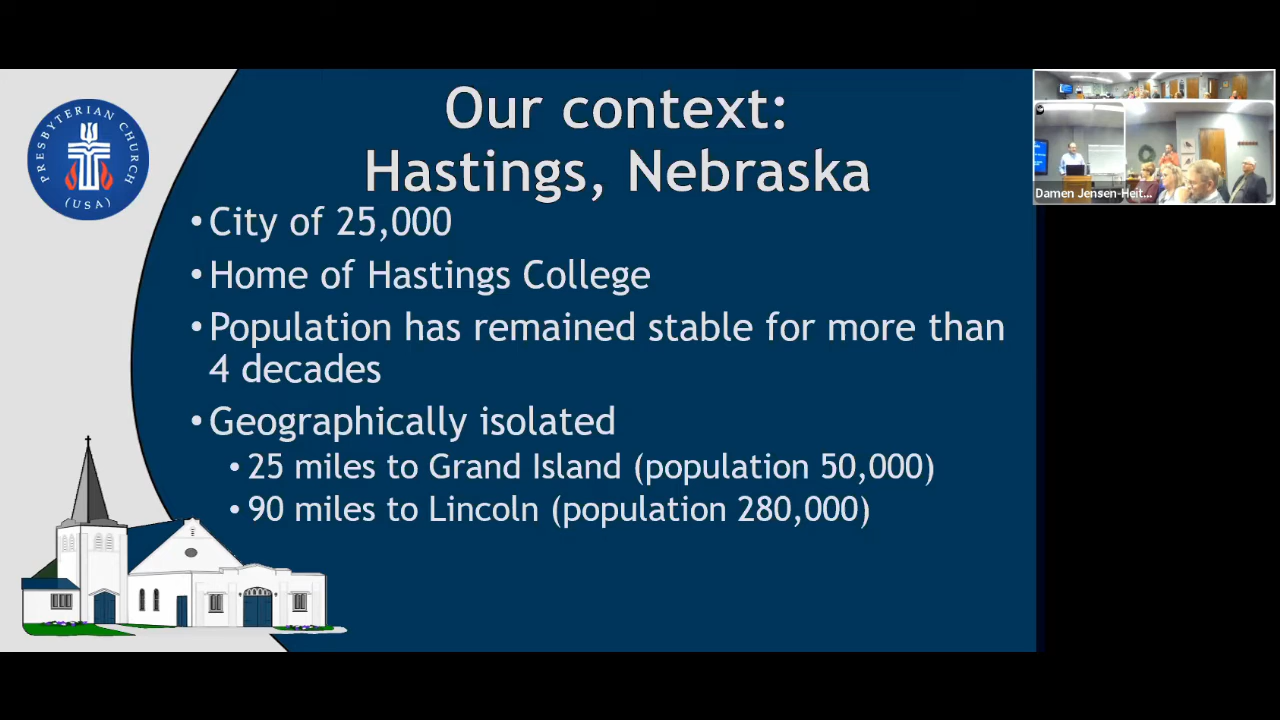 PRESBYTERIAN CHURCH
(USA)
Our context:
Hastings, Nebraska
• City of 25,000
• Home of Hastings College
• Population has remained stable for more than
4 decades
• Geographically isolated
• 25 miles to Grand Island (population 50,000)
• 90 miles to Lincoln (population 280,000)
Damen Jensen-Heit...